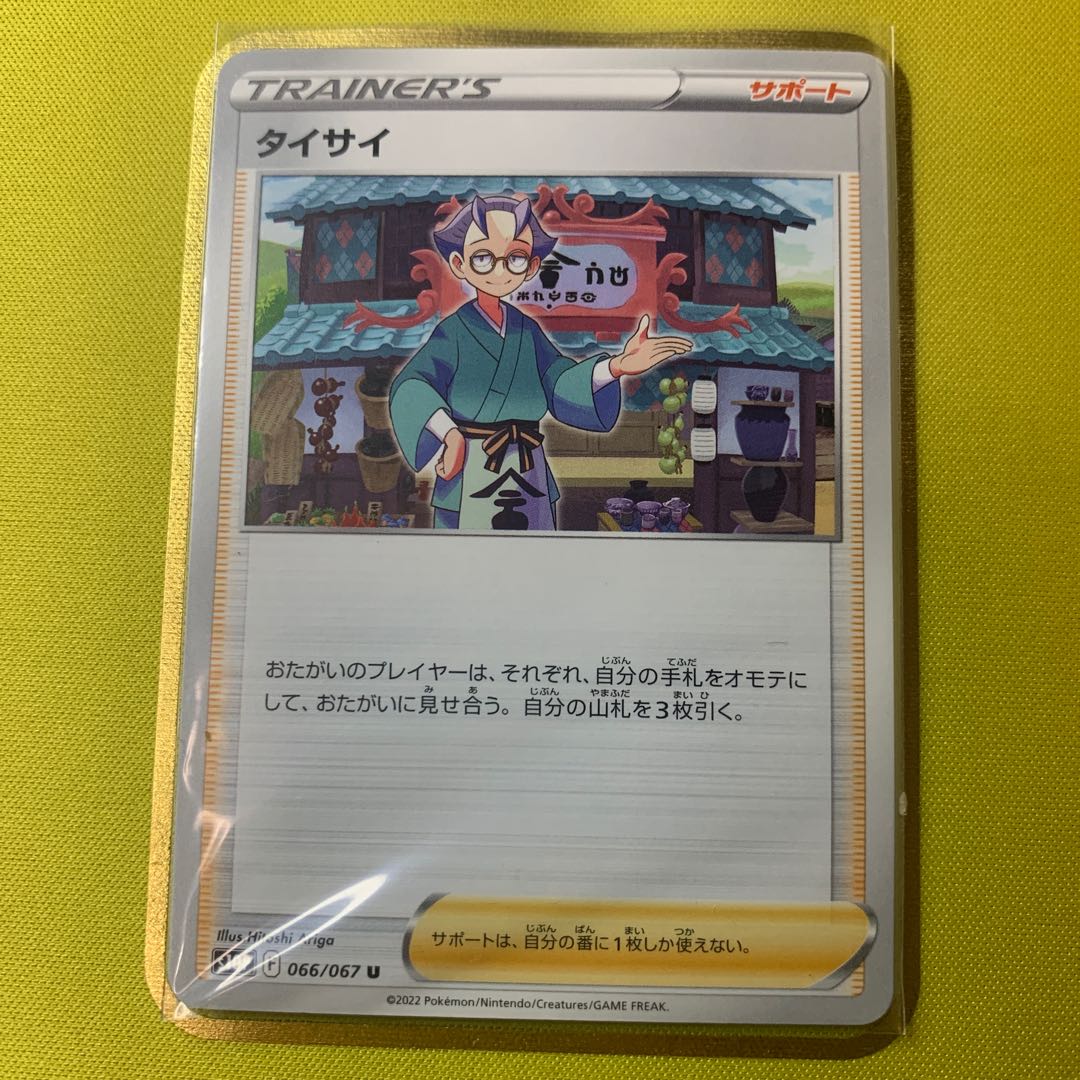 TRAINER'S サポート
タイサイ
おたがいのプレイヤーは、それぞれ、自分の手札をオモテに
して、おたがいに見せ合う。自分の山札を3枚引く。
Illus. Hitoshi Ariga
サポートは、自分の番に1枚しか使えない。
F 066/067 U
©2022 Pokémon/Nintendo/Creatures/GAME FREAK.